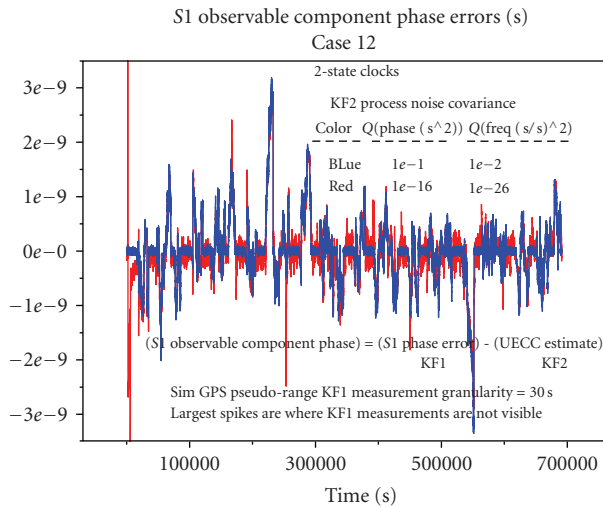 S1 observable component phase errors (s)
Case 12
2-state clocks
KF2 process noise covariance
Color Q(phase (s^2)) Q(freq (s/s)^2)
BLue 1e−1 1e−2
Red 1e−16 1e−26
3e-9
2e-9
1e-9
0e-0
−1e-9
−2e-9
−3e-9
(S1 observable component phase) = (S1 phase error) - (UECC estimate)
KF1 KF2
Sim GPS pseudo-range KF1 measurement granularity = 30 s
Largest spikes are where KF1 measurements are not visible
100000 300000 500000 700000
Time (s)